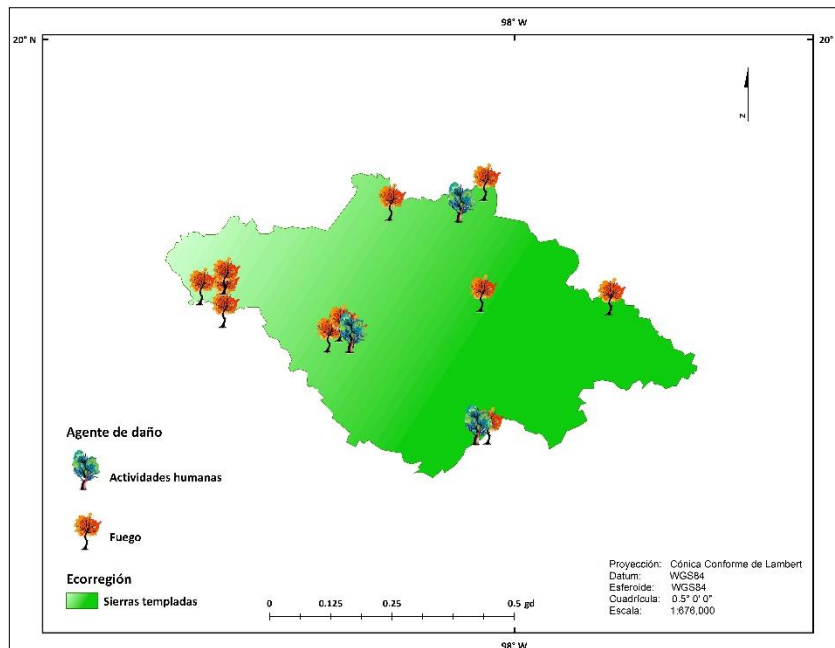 98° W
20° N
20°
N
Agente de daño
Actividades humanas
Fuego
Ecorregión
Sierras templadas
0 0.125 0.25 0.5 gd
Proyección: Cónica Conforme de Lambert
Datum: WGS84
Esferoide: WGS84
Cuadrícula: 0.5° 0' 0"
Escala: 1:676,000
98° W